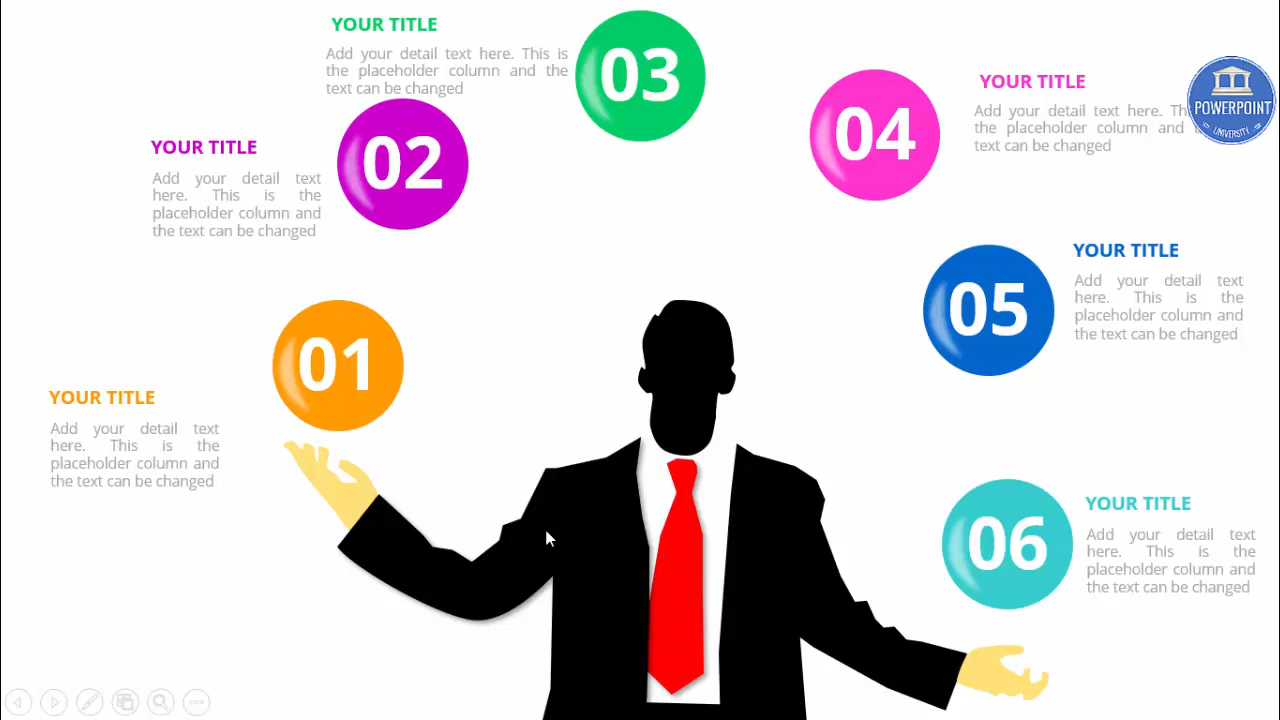 YOUR TITLE
Add your detail text here. This is
the placeholder column and the
text can be changed
03
YOUR TITLE
Add your detail text here.
the placeholder column and
text can be changed
04
POWERPOINT
UNIVERSITY
YOUR TITLE
Add your detail text
here. This is the
placeholder column and
the text can be changed
02
YOUR TITLE
Add your detail text
here. This is the
placeholder column and
the text can be changed
05
01
YOUR TITLE
Add your detail text
here. This is the
placeholder column and
the text can be changed
YOUR TITLE
Add your detail text
here. This is the
placeholder column and
the text can be changed
06